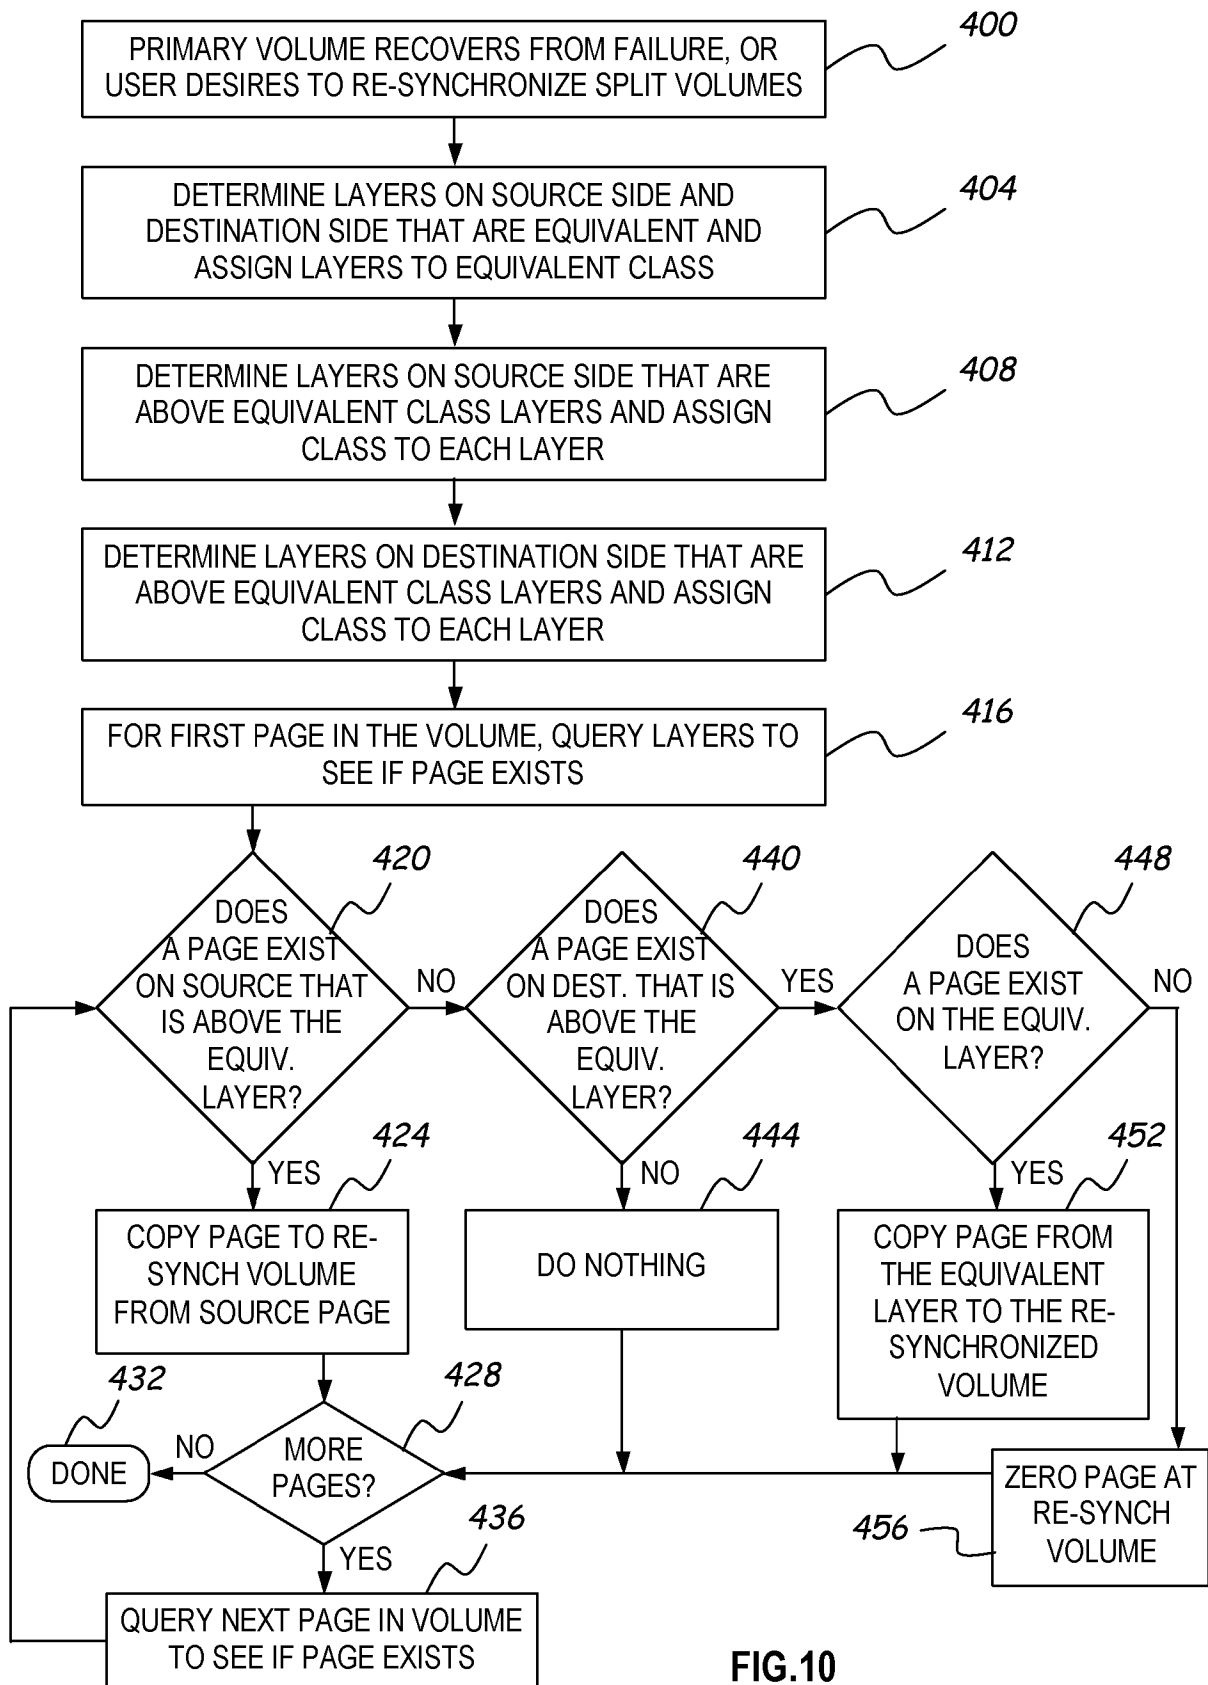 PRIMARY VOLUME RECOVERS FROM FAILURE, OR
USER DESIRES TO RE-SYNCHRONIZE SPLIT VOLUMES
400
DETERMINE LAYERS ON SOURCE SIDE AND
DESTINATION SIDE THAT ARE EQUIVALENT AND
ASSIGN LAYERS TO EQUIVALENT CLASS
404
DETERMINE LAYERS ON SOURCE SIDE THAT ARE
ABOVE EQUIVALENT CLASS LAYERS AND ASSIGN
CLASS TO EACH LAYER
408
DETERMINE LAYERS ON DESTINATION SIDE THAT ARE
ABOVE EQUIVALENT CLASS LAYERS AND ASSIGN
CLASS TO EACH LAYER
412
FOR FIRST PAGE IN THE VOLUME, QUERY LAYERS TO
SEE IF PAGE EXISTS
416
420
DOES
A PAGE EXIST
ON SOURCE THAT
IS ABOVE THE
EQUIV.
LAYER?
NO
YES
440
DOES
A PAGE EXIST
ON DEST. THAT IS
ABOVE THE
EQUIV.
LAYER?
YES
NO
448
DOES
A PAGE EXIST
ON THE EQUIV.
LAYER?
NO
YES
424
COPY PAGE TO RE-
SYNCH VOLUME
FROM SOURCE PAGE
444
DO NOTHING
452
COPY PAGE FROM
THE EQUIVALENT
LAYER TO THE RE-
SYNCHRONIZED
VOLUME
432
DONE
NO
428
MORE
PAGES?
YES
456
ZERO PAGE AT
RE-SYNCH
VOLUME
436
QUERY NEXT PAGE IN VOLUME
TO SEE IF PAGE EXISTS
FIG.10